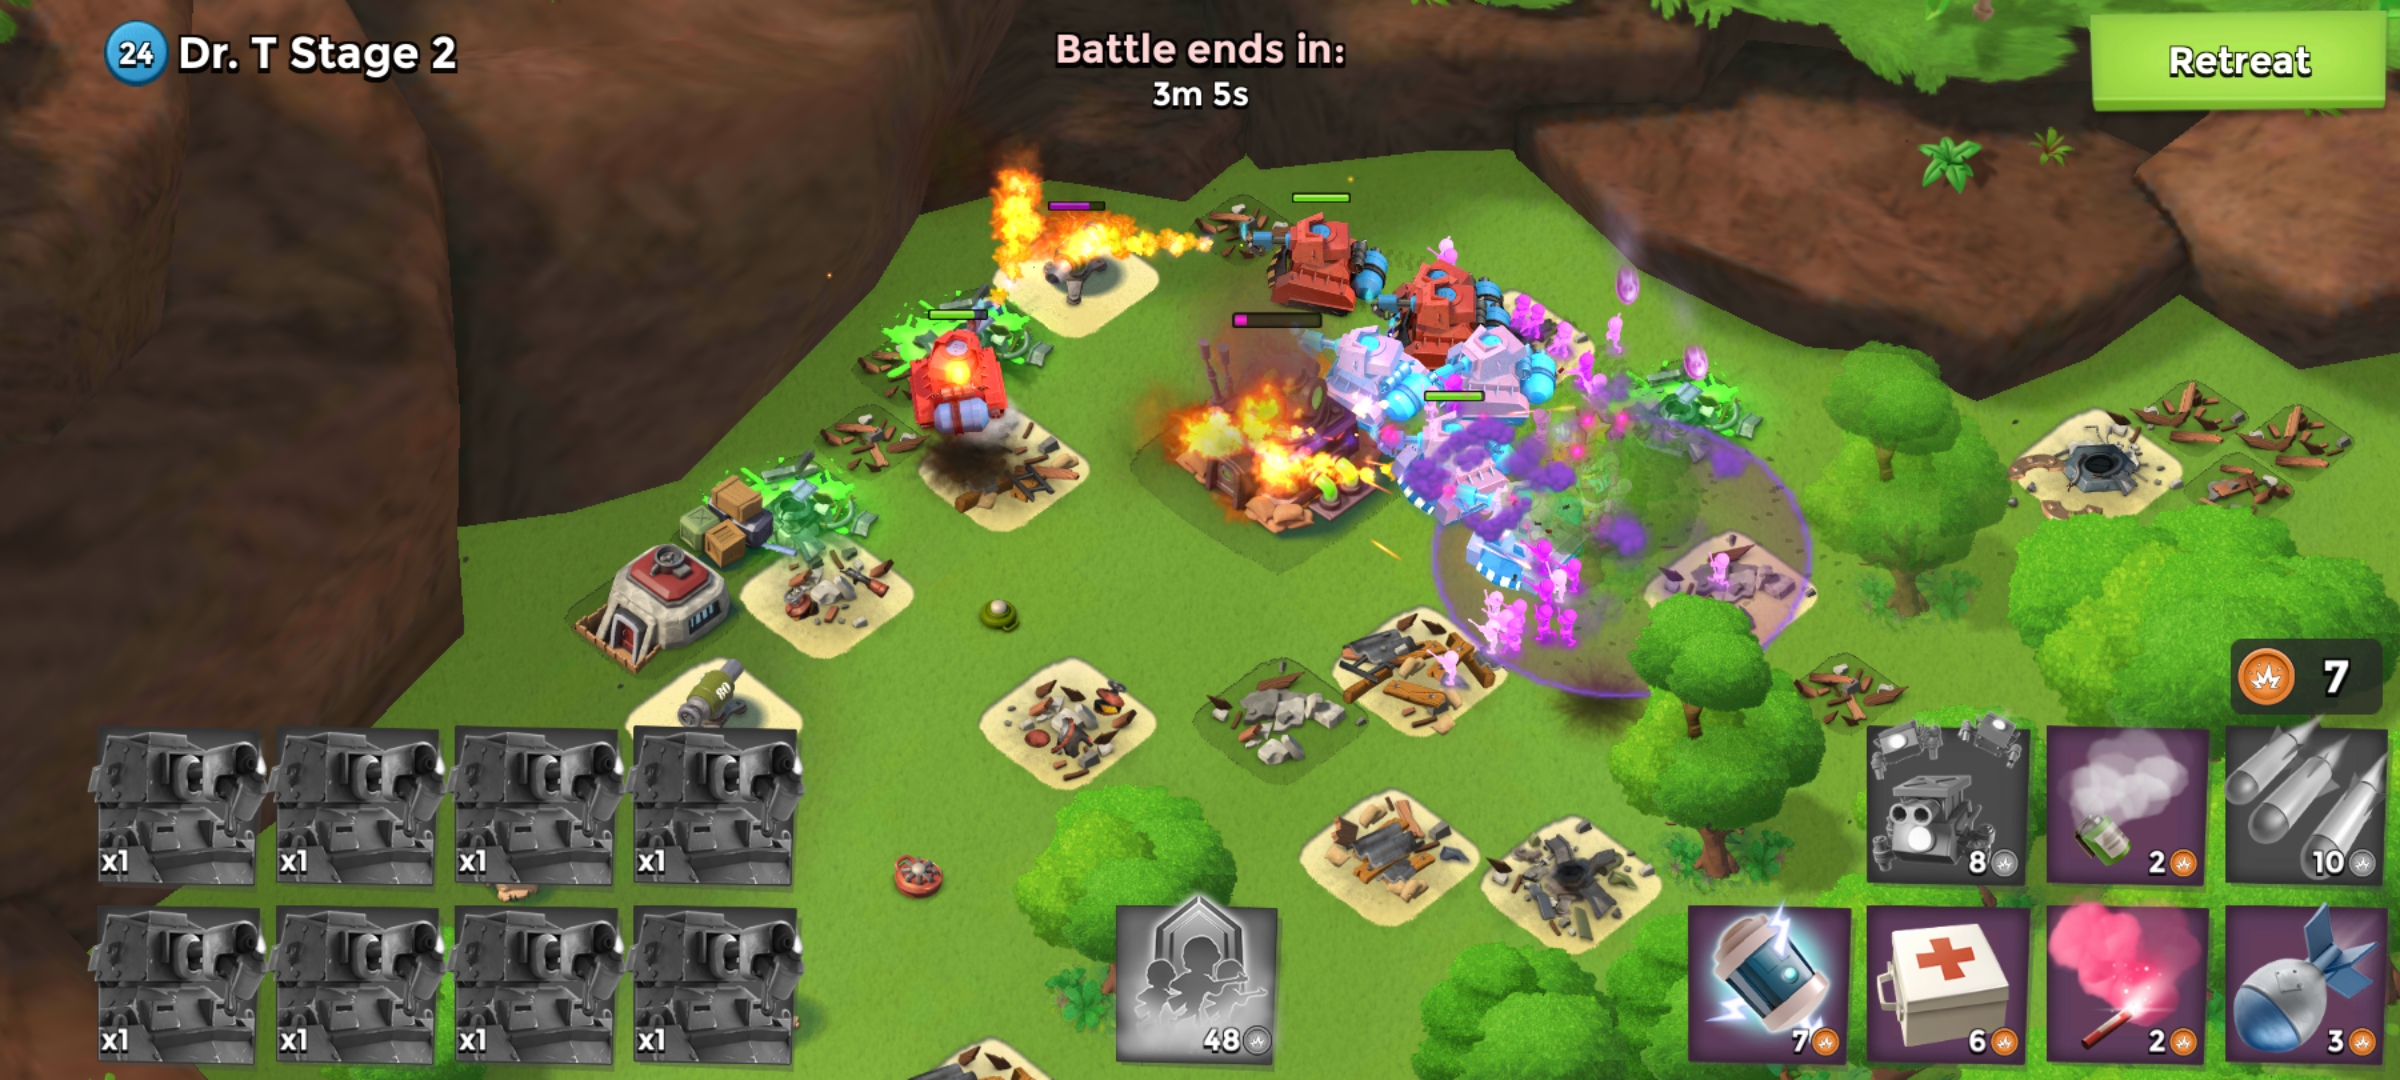 24 Dr. T Stage 2
Battle ends in:
3m 5s
Retreat
80
7
x1 x1 x1 x1
8 2 10
x1 x1 x1 x1
48
7 6 2 3